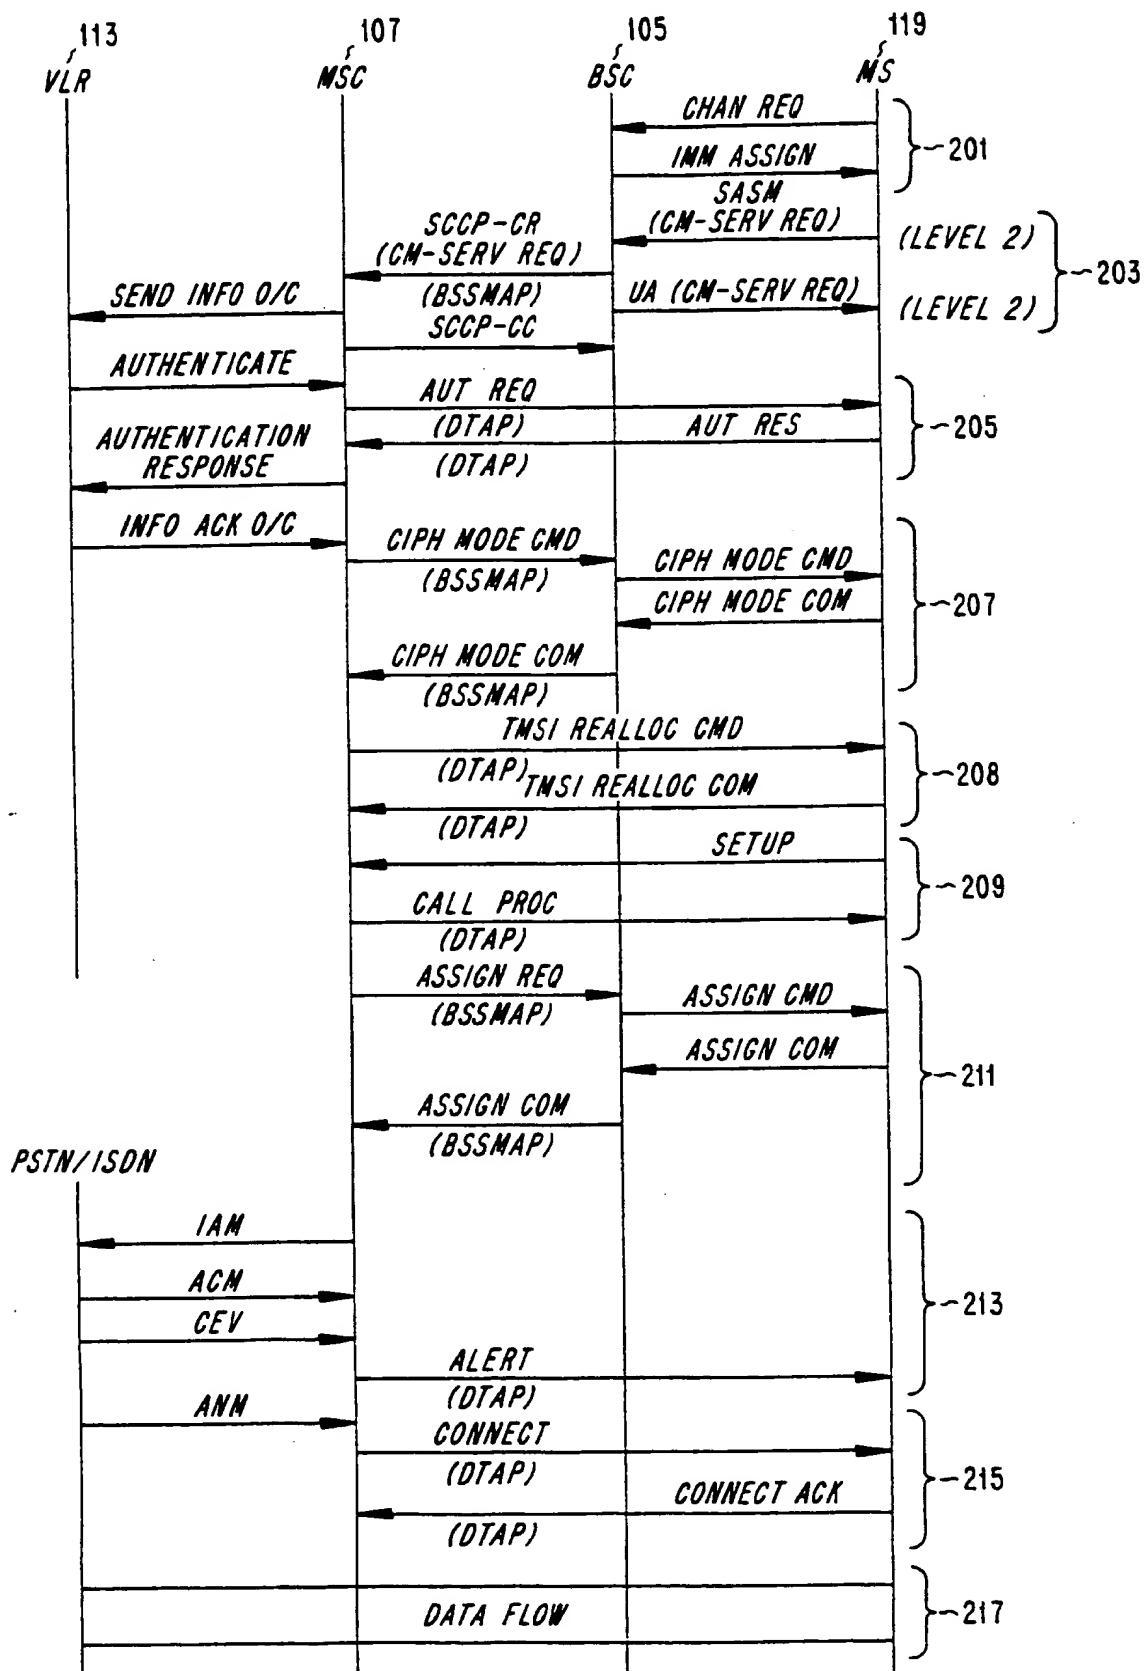 113
107
105
119
VLR
MSC
BSC
MS
CHAN REQ
IMM ASSIGN
201
SASM
(CM-SERV REQ)
(LEVEL 2)
SCCP-CR
(CM-SERV REQ)
(BSSMAP)
203
SEND INFO O/C
UA (CM-SERV REQ)
(LEVEL 2)
SCCP-CC
AUTHENTICATE
AUT REQ
(DTAP)
AUT RES
(DTAP)
205
AUTHENTICATION
RESPONSE
INFO ACK O/C
CIPH MODE CMD
(BSSMAP)
CIPH MODE CMD
CIPH MODE COM
207
CIPH MODE COM
(BSSMAP)
TMSI REALLOC CMD
(DTAP)
TMSI REALLOC COM
(DTAP)
208
SETUP
CALL PROC
(DTAP)
209
ASSIGN REQ
(BSSMAP)
ASSIGN CMD
ASSIGN COM
211
ASSIGN COM
(BSSMAP)
PSTN/ISDN
IAM
ACM
CEV
213
ALERT
(DTAP)
ANM
CONNECT
(DTAP)
215
CONNECT ACK
(DTAP)
DATA FLOW
217